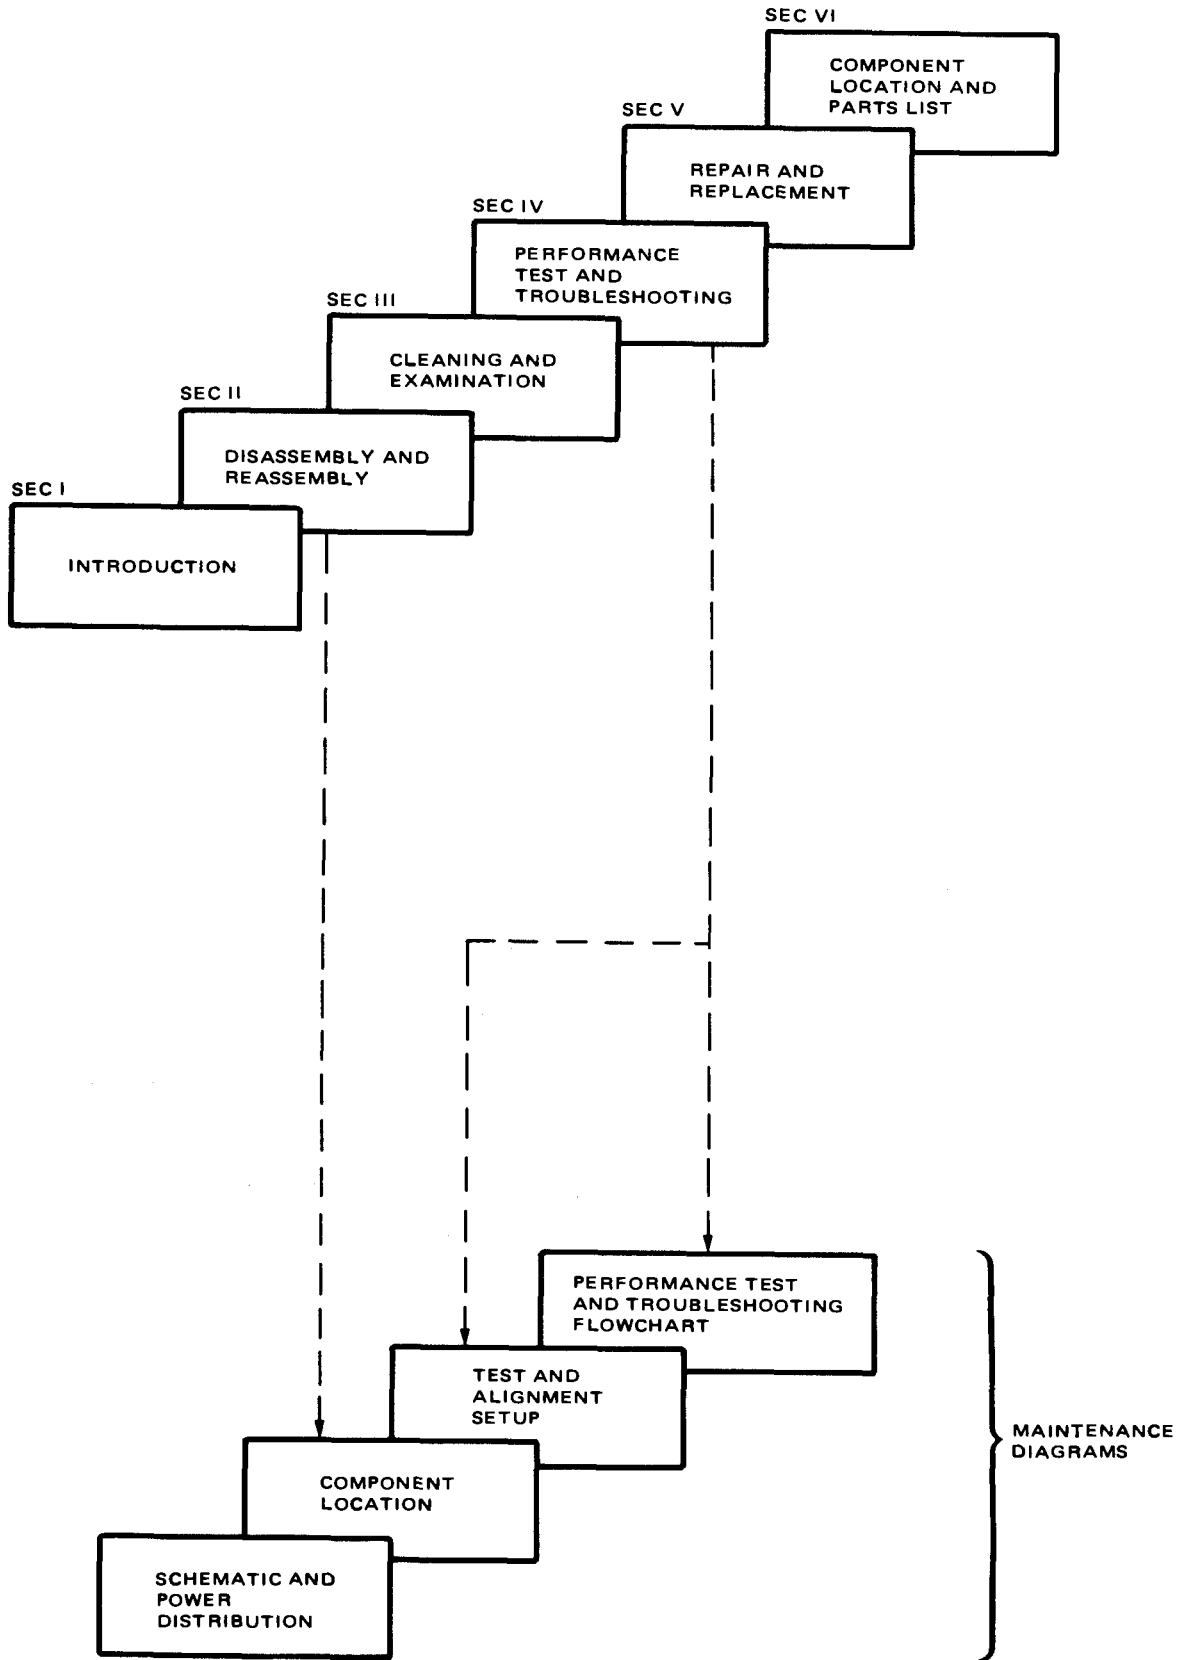 SEC VI
COMPONENT
LOCATION AND
PARTS LIST
SEC V
REPAIR AND
REPLACEMENT
SEC IV
PERFORMANCE
TEST AND
TROUBLESHOOTING
SEC III
CLEANING AND
EXAMINATION
SEC II
DISASSEMBLY AND
REASSEMBLY
SEC I
INTRODUCTION
PERFORMANCE TEST
AND TROUBLESHOOTING
FLOWCHART
TEST AND
ALIGNMENT
SETUP
MAINTENANCE
DIAGRAMS
COMPONENT
LOCATION
SCHEMATIC AND
POWER
DISTRIBUTION